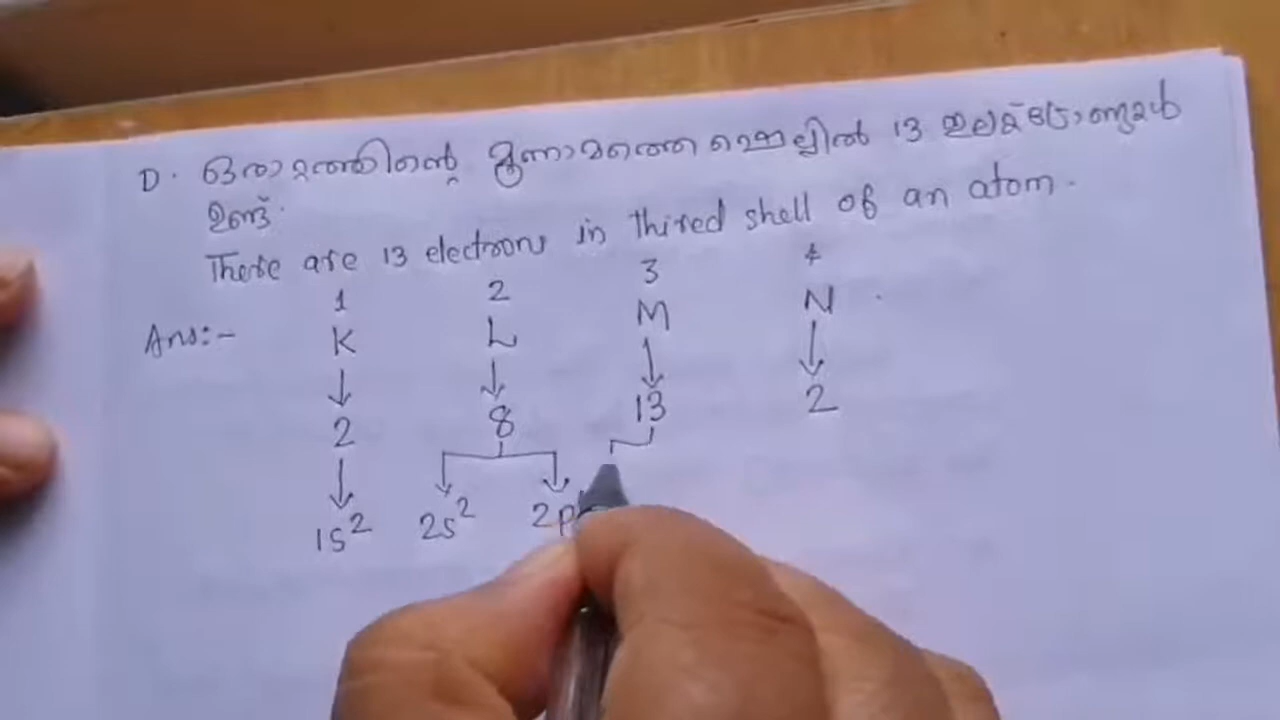 D. ഒരാറ്റത്തിന്റെ മൂന്നാമത്തെ ഷെല്ലിൽ 13 ഇലക്ട്രോണുകൾ
ഉണ്ട്.
There are 13 electrons in third shell of an atom.
1 2 3 4
Ans:- K L M N
2 8 13 2
1s² 2s² 2p